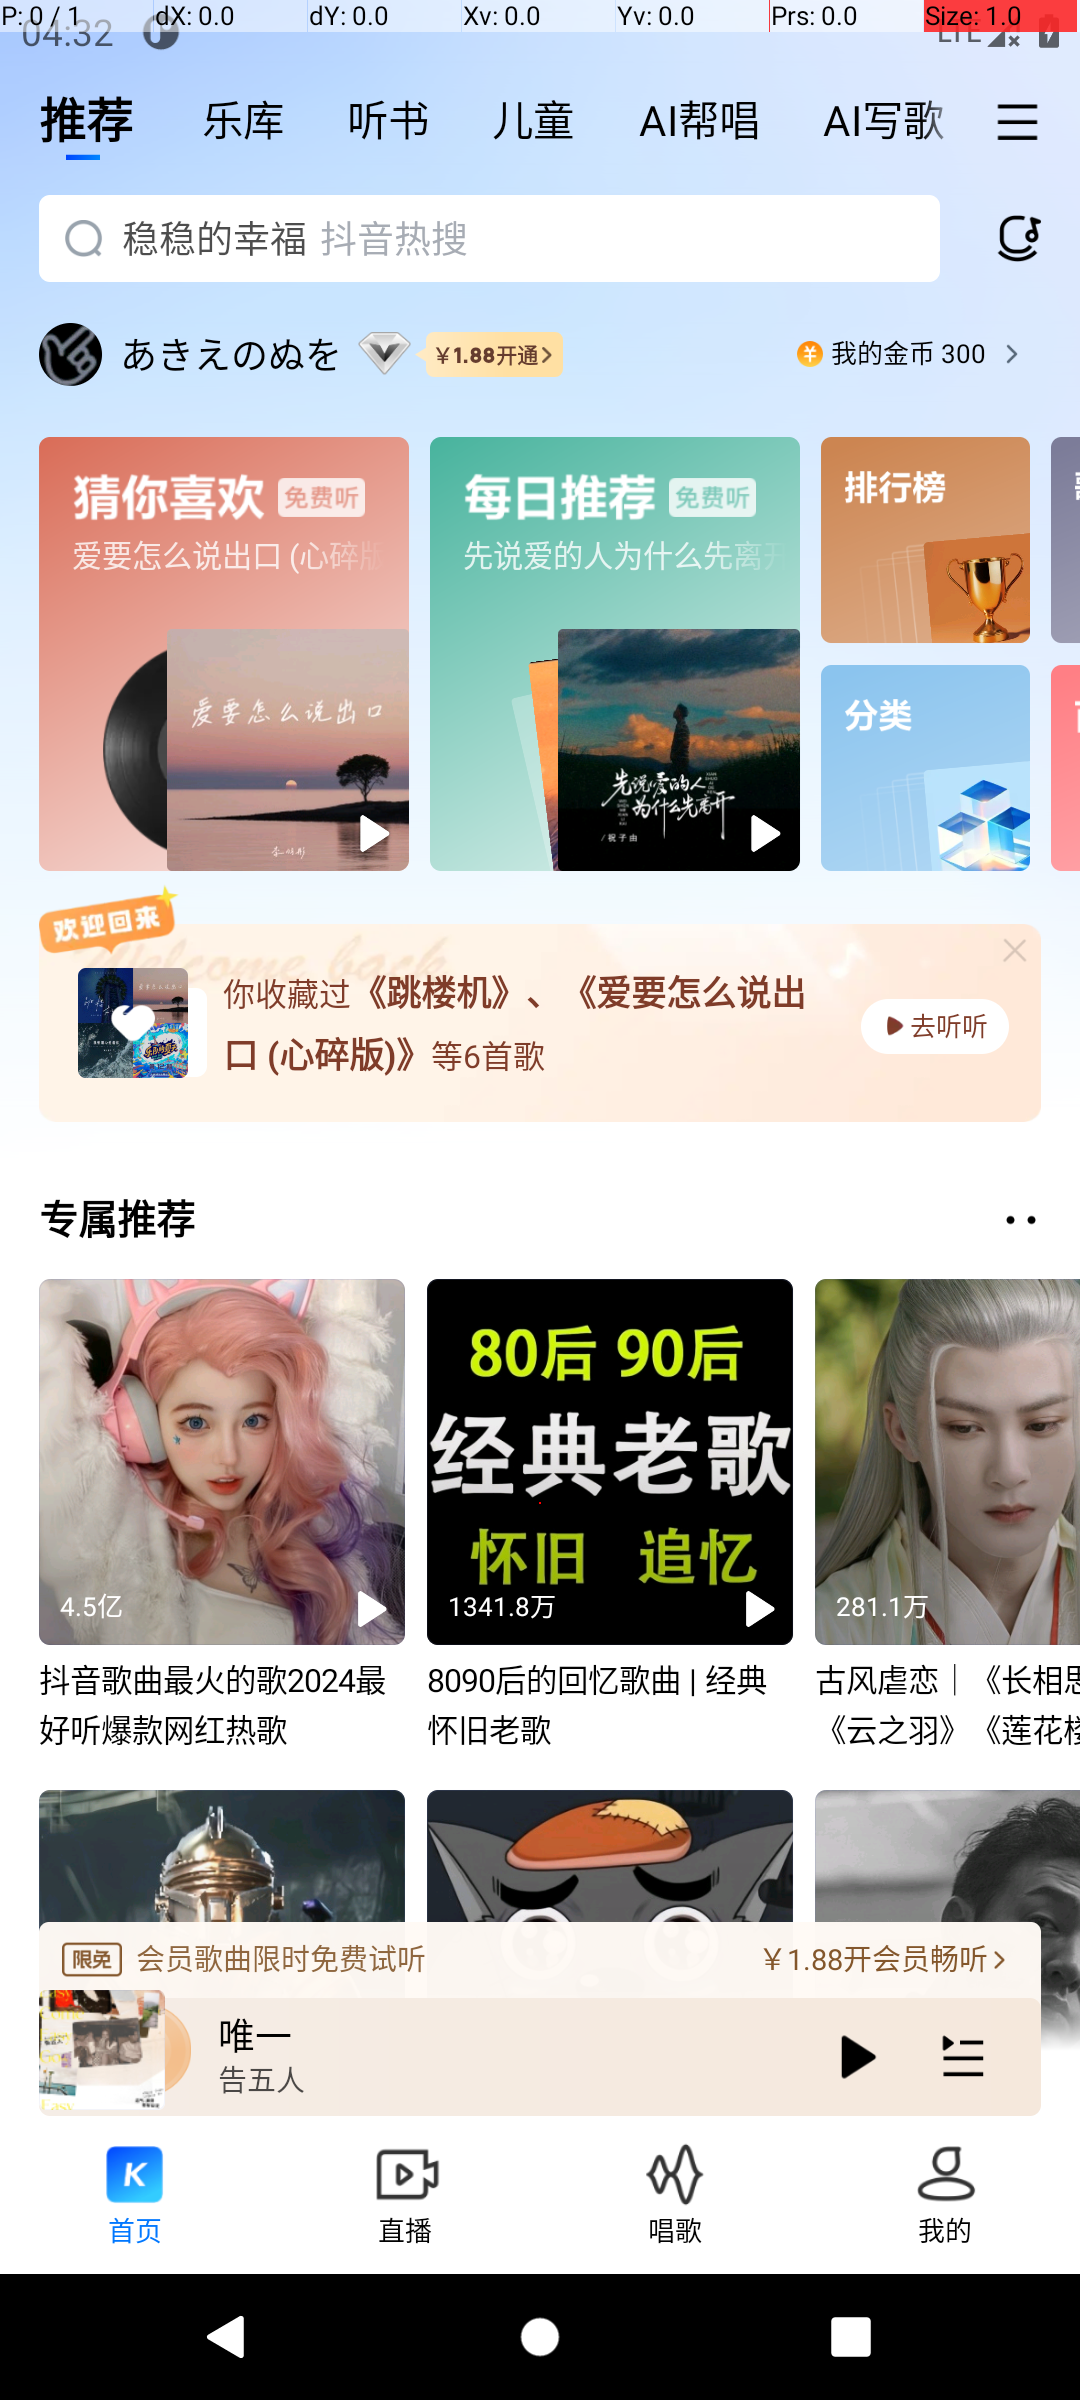 P: 0 / 1 dX: 0.0 dY: 0.0 Xv: 0.0 Yv: 0.0 Prs: 0.0 Size: 1.0
04:32 LTE
推荐 乐库 听书 儿童 AI帮唱 AI写歌
稳稳的幸福 抖音热搜
あきえのぬを ¥1.88开通> 我的金币 300 >
猜你喜欢 免费听
爱要怎么说出口 (心碎版
每日推荐 免费听
先说爱的人为什么先离开
排行榜
分类
爱要怎么说出口
李明彤
先说爱的人
为什么先离开
/祝子由
欢迎回来
Welcome back
你收藏过《跳楼机》、《爱要怎么说出
口 (心碎版)》等6首歌
去听听
专属推荐
80后 90后
经典老歌
怀旧 追忆
4.5亿
1341.8万
281.1万
抖音歌曲最火的歌2024最
好听爆款网红热歌
8090后的回忆歌曲 | 经典
怀旧老歌
古风虐恋｜《长相思
《云之羽》《莲花楼
限免 会员歌曲限时免费试听 ¥1.88开会员畅听>
唯一
告五人
首页 直播 唱歌 我的